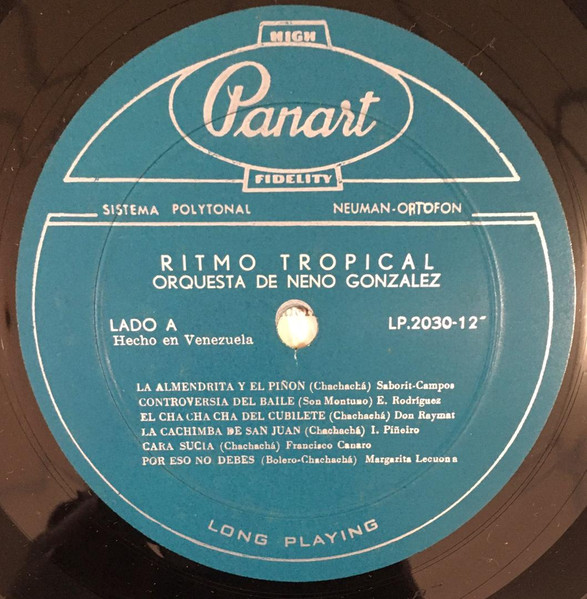 HIGH
Panart
FIDELITY
SISTEMA POLYTONAL NEUMAN-ORTOFON
RITMO TROPICAL
ORQUESTA DE NENO GONZALEZ
LADO A LP.2030-12"
Hecho en Venezuela
LA ALMENDRITA Y EL PIÑON (Chachachá) Saborit-Campos
CONTROVERSIA DEL BAILE (Son Montuno) E. Rodríguez
EL CHA CHA CHA DEL CUBILETE (Chachachá) Don Raymat
LA CACHIMBA DE SAN JUAN (Chachachá) I. Piñeiro
CARA SUCIA (Chachachá) Francisco Canaro
POR ESO NO DEBES (Bolero-Chachachá) Margarita Lecuona
LONG PLAYING